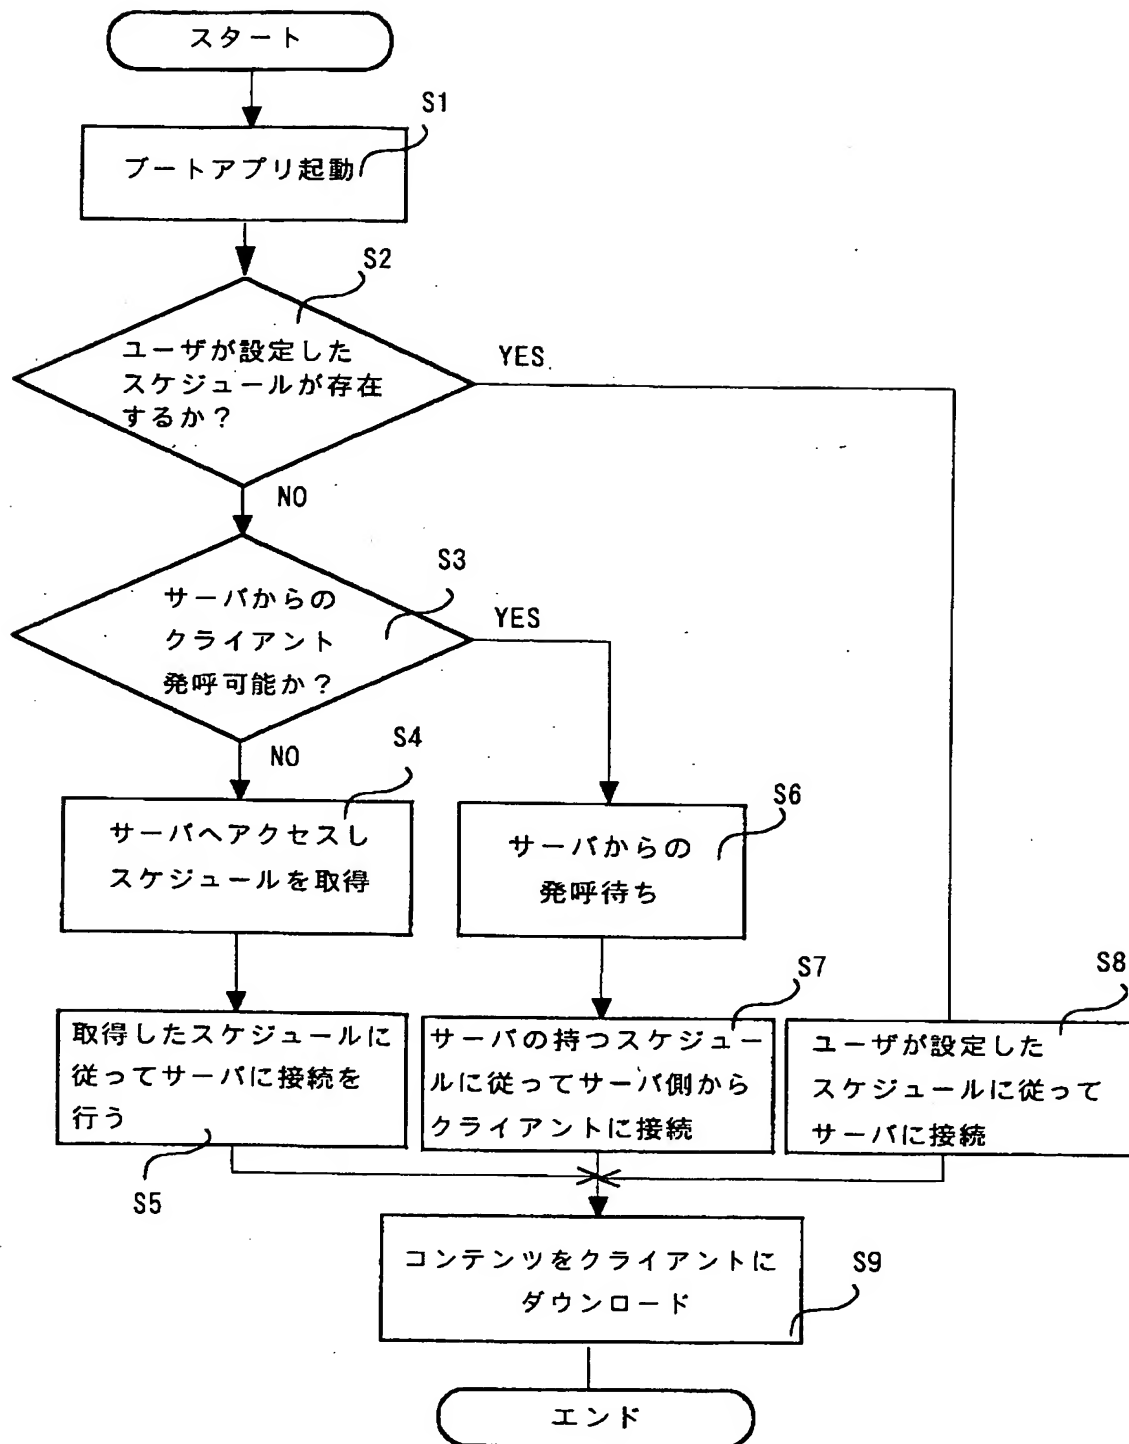 スタート
S1
ブートアプリ起動
S2
ユーザが設定した
スケジュールが存在
するか？
YES
NO
S3
サーバからの
クライアント
発呼可能か？
YES
NO
S4
サーバへアクセスし
スケジュールを取得
S6
サーバからの
発呼待ち
取得したスケジュールに
従ってサーバに接続を
行う
S5
S7
サーバの持つスケジュー
ルに従ってサーバ側から
クライアントに接続
S8
ユーザが設定した
スケジュールに従って
サーバに接続
コンテンツをクライアントに
ダウンロード
S9
エンド